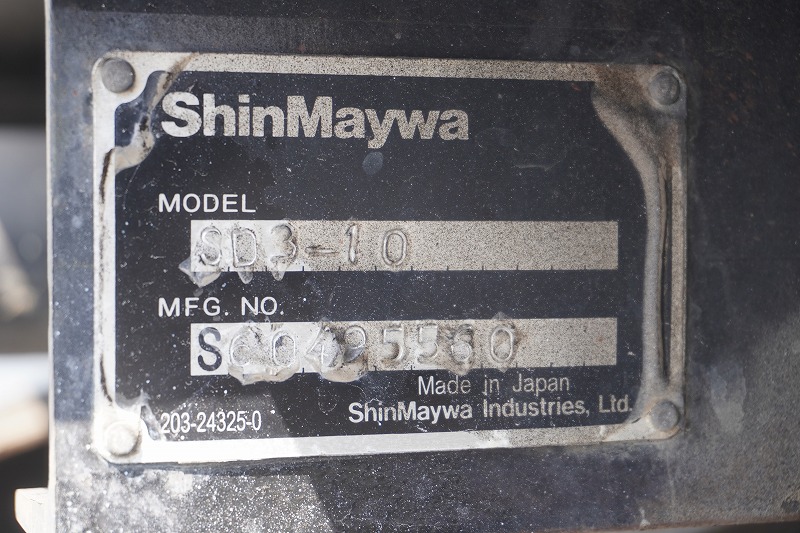 ShinMaywa
MODEL
SD3-10
MFG. NO.
203-24325-0
Made in Japan
ShinMaywa Industries, Ltd.